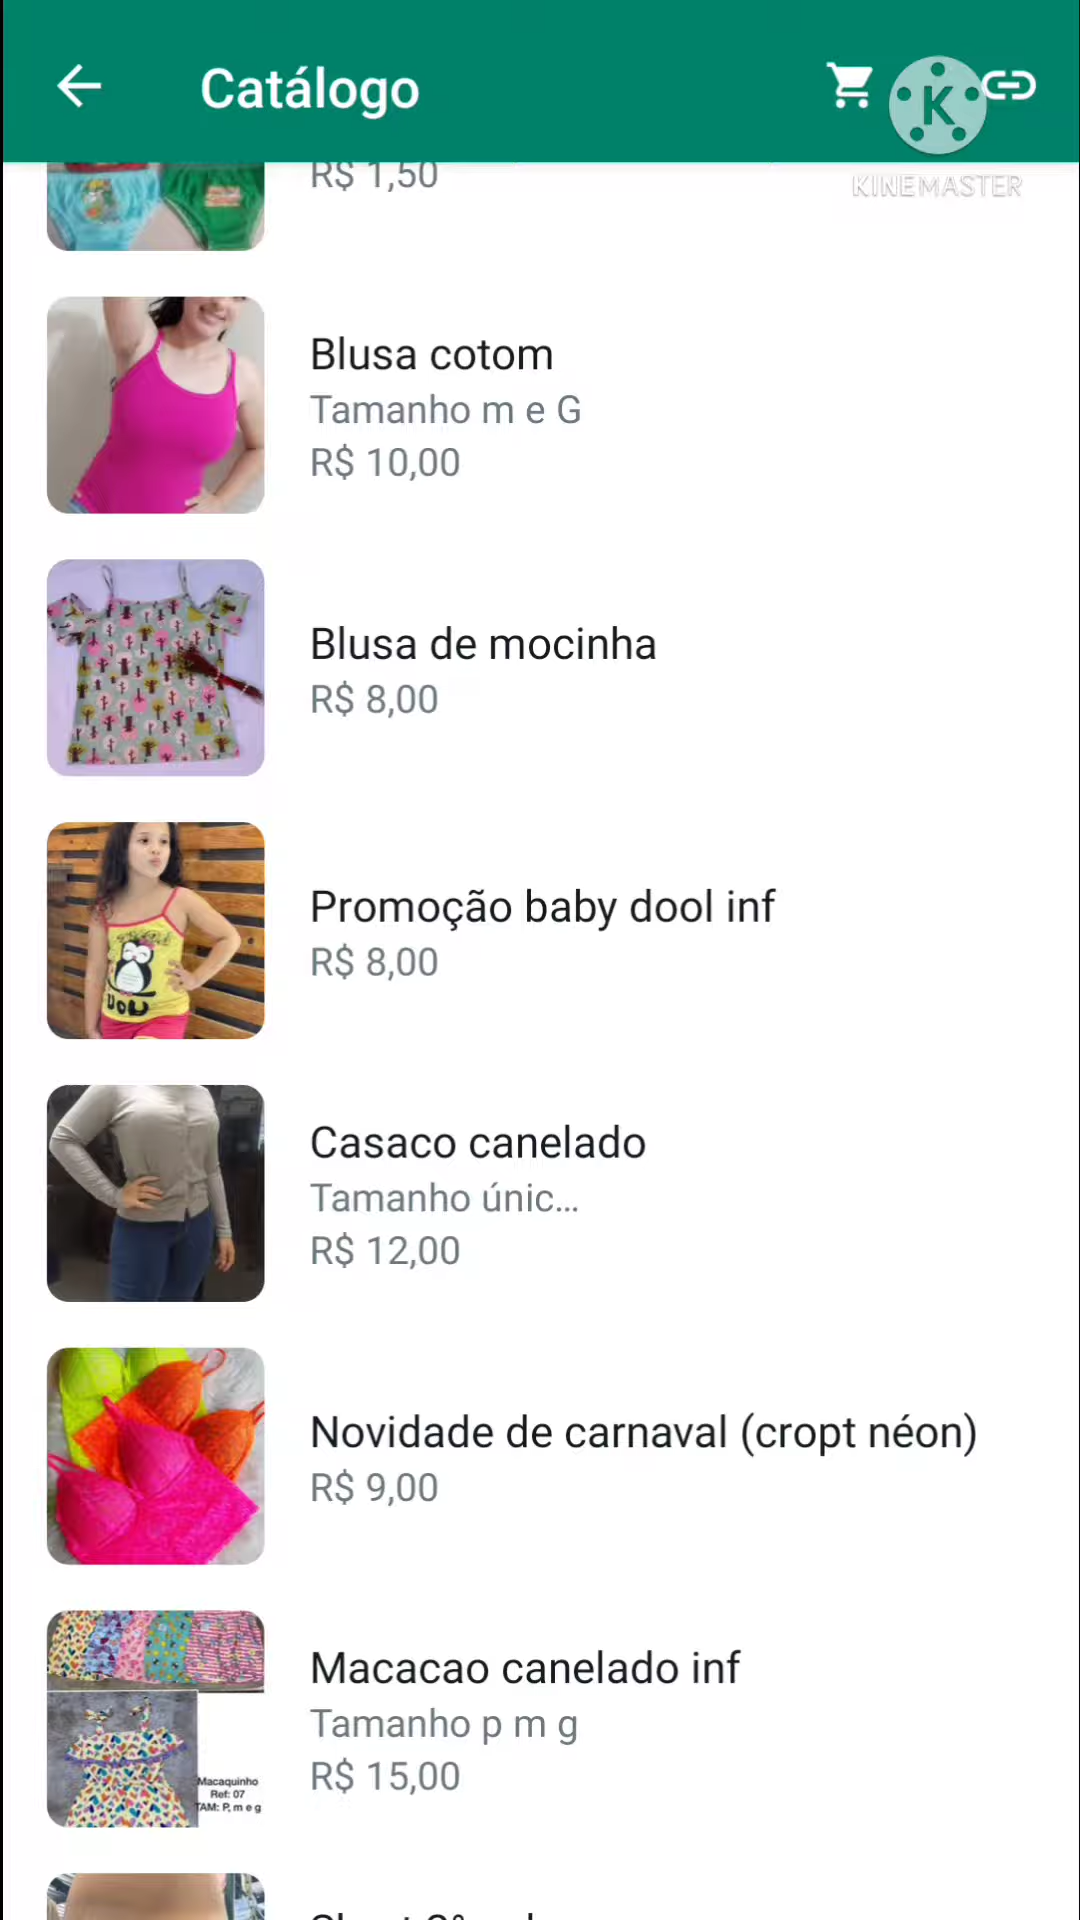 Catálogo
K
KINEMASTER
R$ 1,50
Blusa cotom
Tamanho m e G
R$ 10,00
Blusa de mocinha
R$ 8,00
Promoção baby dool inf
R$ 8,00
Casaco canelado
Tamanho únic...
R$ 12,00
Novidade de carnaval (cropt néon)
R$ 9,00
Macacao canelado inf
Tamanho p m g
R$ 15,00
Macaquinho
Ref: 07
TAM: P, m e g